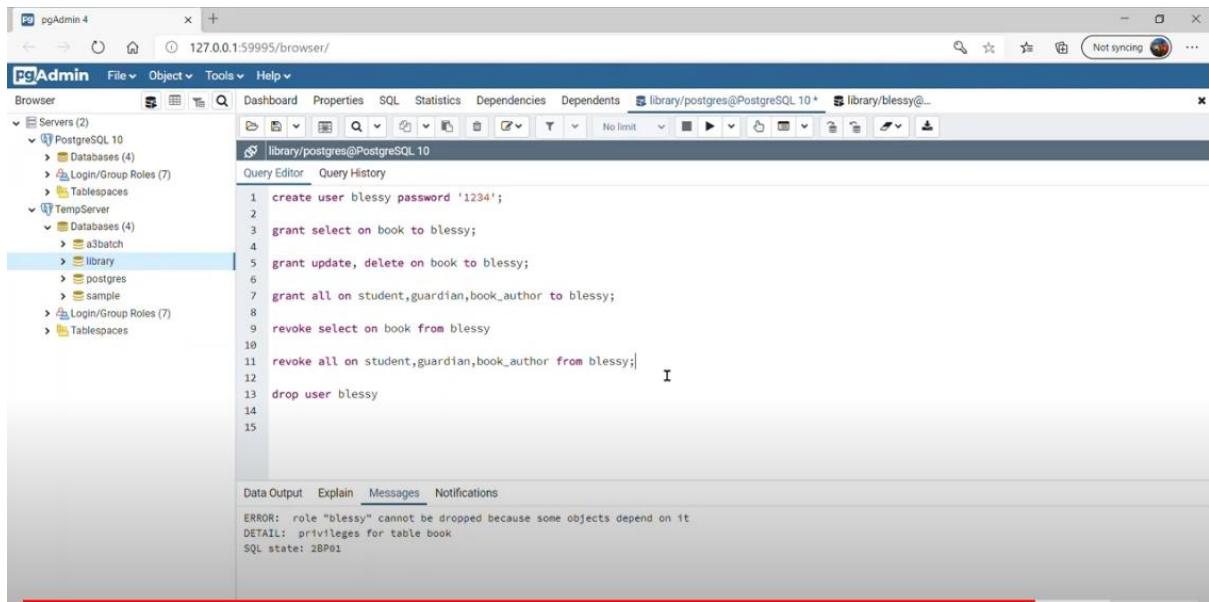 pgAdmin 4
127.0.0.1:59995/browser/
Not syncing
pgAdmin File Object Tools Help
Browser
Dashboard Properties SQL Statistics Dependencies Dependents library/postgres@PostgreSQL 10 * library/blessy@...
Servers (2)
PostgreSQL 10
Databases (4)
Login/Group Roles (7)
Tablespaces
TempServer
Databases (4)
a3batch
library
postgres
sample
Login/Group Roles (7)
Tablespaces
No limit
library/postgres@PostgreSQL 10
Query Editor Query History
1 create user blessy password '1234';
2
3 grant select on book to blessy;
4
5 grant update, delete on book to blessy;
6
7 grant all on student,guardian,book_author to blessy;
8
9 revoke select on book from blessy
10
11 revoke all on student,guardian,book_author from blessy;
12
13 drop user blessy
14
15
Data Output Explain Messages Notifications
ERROR: role "blessy" cannot be dropped because some objects depend on it
DETAIL: privileges for table book
SQL state: 2BP01